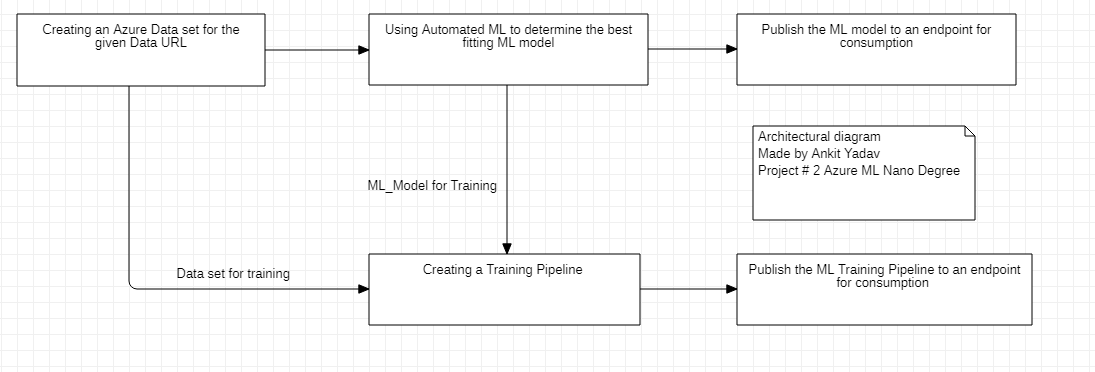 Creating an Azure Data set for the
given Data URL
Using Automated ML to determine the best
fitting ML model
Publish the ML model to an endpoint for
consumption
Architectural diagram
Made by Ankit Yadav
Project # 2 Azure ML Nano Degree
ML_Model for Training
Data set for training
Creating a Training Pipeline
Publish the ML Training Pipeline to an endpoint
for consumption